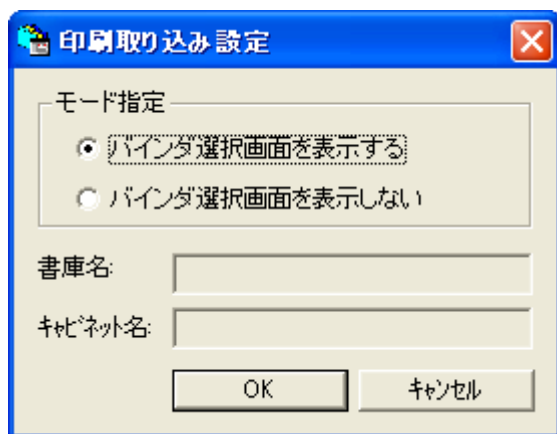 印刷取り込み設定
モード指定
バインダ選択画面を表示する
バインダ選択画面を表示しない
書庫名:
ｷｬﾋﾞﾈｯﾄ名:
OK
ｷｬﾝｾﾙ